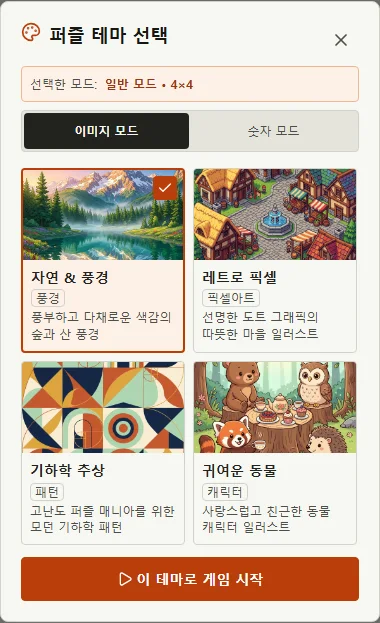 퍼즐 테마 선택
선택한 모드: 일반 모드 • 4×4
이미지 모드
숫자 모드
자연 & 풍경
풍경
풍부하고 다채로운 색감의
숲과 산 풍경
레트로 픽셀
픽셀아트
선명한 도트 그래픽의
따뜻한 마을 일러스트
기하학 추상
패턴
고난도 퍼즐 매니아를 위한
모던 기하학 패턴
귀여운 동물
캐릭터
사랑스럽고 친근한 동물
캐릭터 일러스트
이 테마로 게임 시작